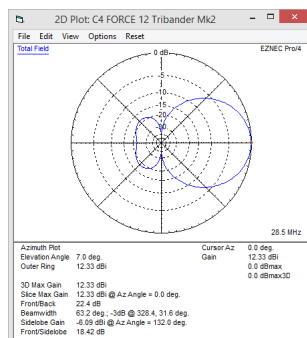 2D Plot: C4 FORCE 12 Tribander Mk2
File Edit View Options Reset
Total Field
EZNEC Pro/4
0 dB
-5
-10
-15
-20
-30
28.5 MHz
Azimuth Plot
Cursor Az 0.0 deg.
Elevation Angle 7.0 deg.
Gain 12.33 dBi
Outer Ring 12.33 dBi
0.0 dBmax
0.0 dBmax3D
3D Max Gain 12.33 dBi
Slice Max Gain 12.33 dBi @ Az Angle = 0.0 deg.
Front/Back 22.4 dB
Beamwidth 63.2 deg.; -3dB @ 328.4, 31.6 deg.
Sidelobe Gain -6.09 dBi @ Az Angle = 132.0 deg.
Front/Sidelobe 18.42 dB